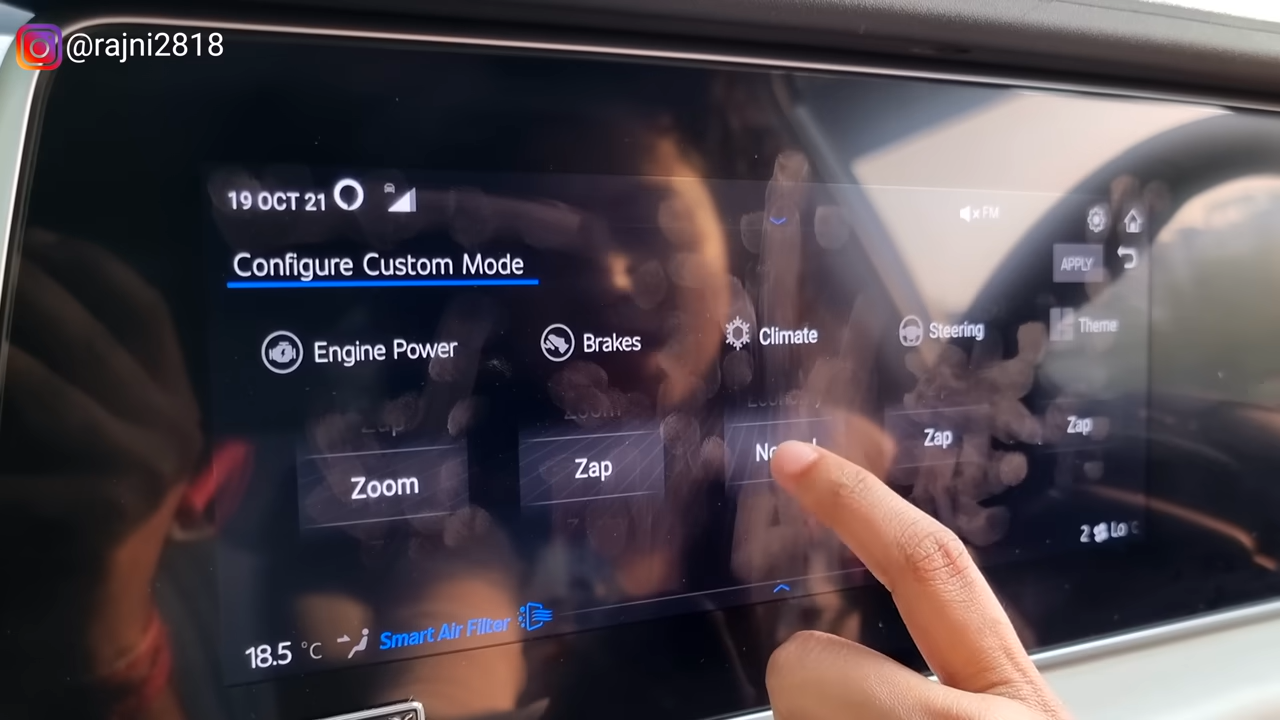 @rajni2818
19 OCT 21
FM
Configure Custom Mode
APPLY
Engine Power
Brakes
Climate
Steering
Theme
Zoom
Economy
Zoom
Zap
Zap
Zap
18.5 °C
Smart Air Filter
2 Lo